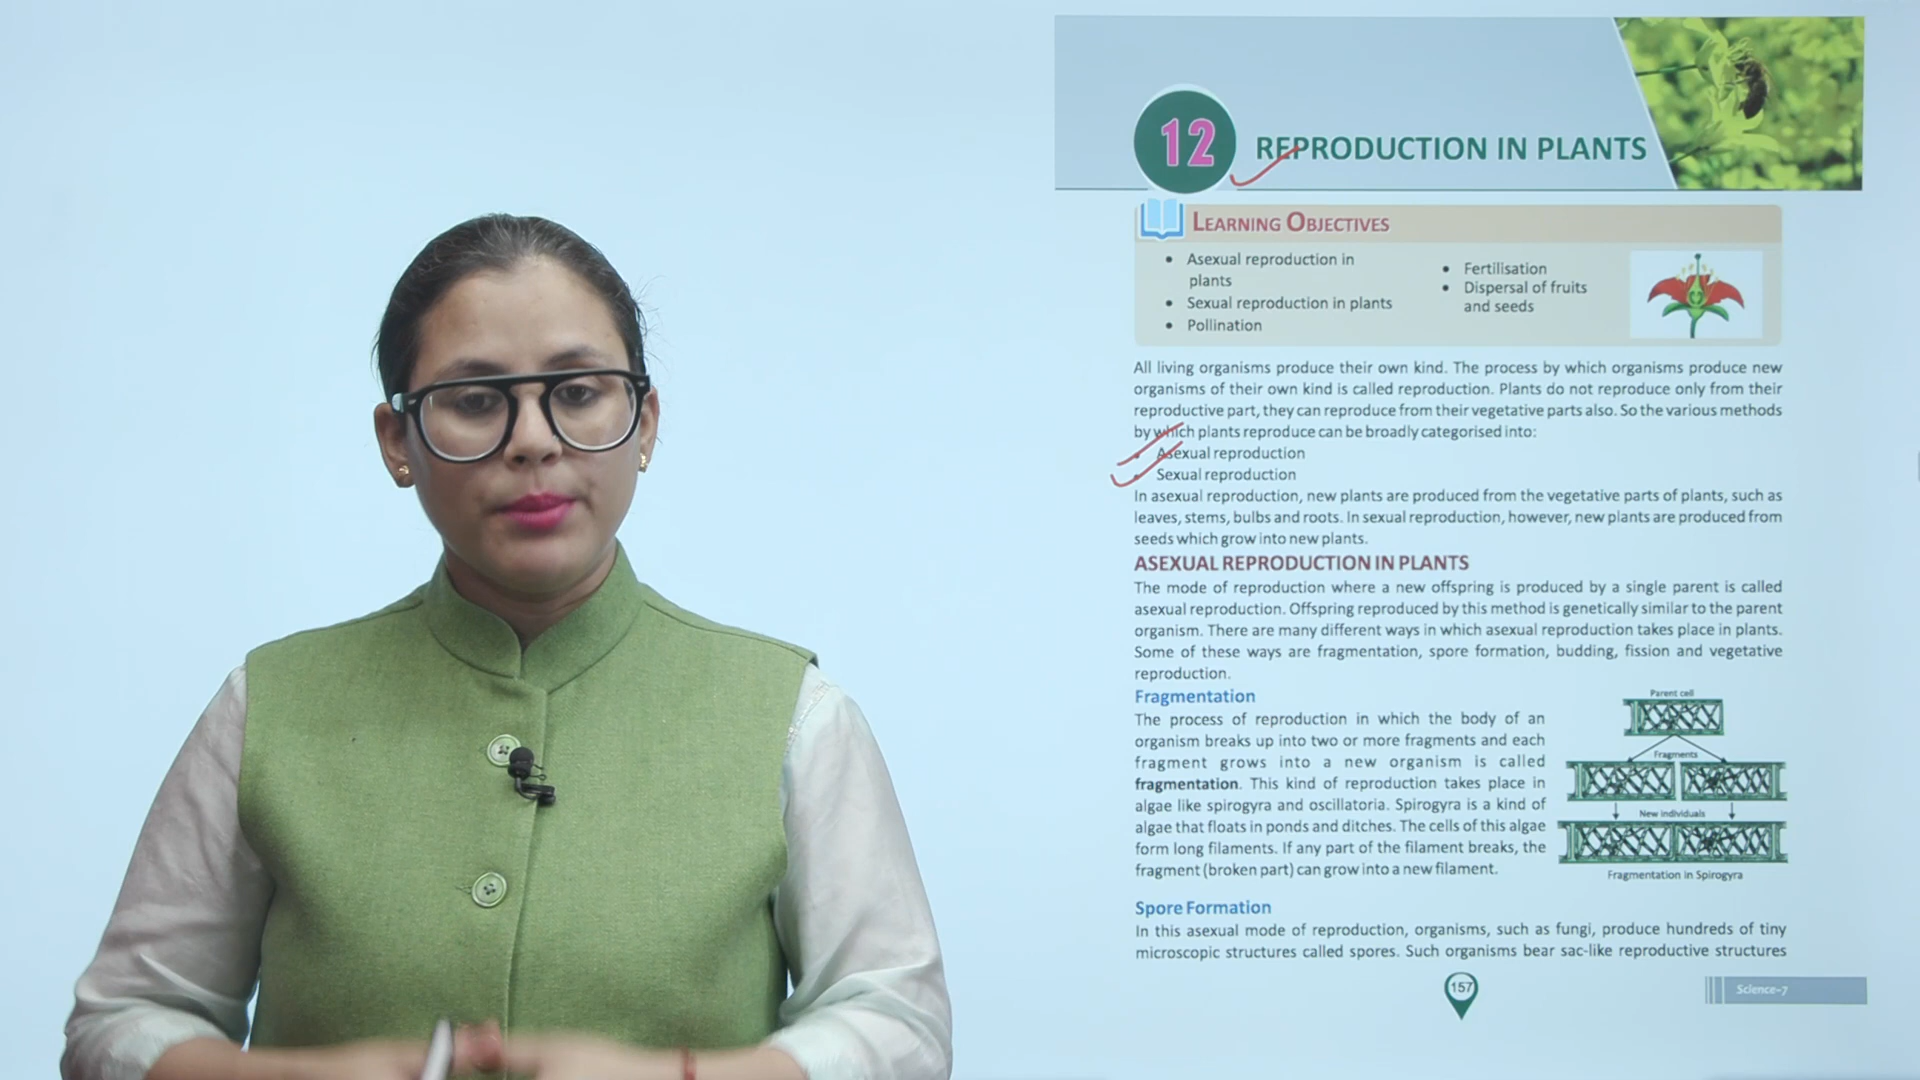 12
REPRODUCTION IN PLANTS
LEARNING OBJECTIVES
• Asexual reproduction in
plants
• Sexual reproduction in plants
• Pollination
• Fertilisation
• Dispersal of fruits
and seeds
All living organisms produce their own kind. The process by which organisms produce new
organisms of their own kind is called reproduction. Plants do not reproduce only from their
reproductive part, they can reproduce from their vegetative parts also. So the various methods
by which plants reproduce can be broadly categorised into:
• Asexual reproduction
• Sexual reproduction
In asexual reproduction, new plants are produced from the vegetative parts of plants, such as
leaves, stems, bulbs and roots. In sexual reproduction, however, new plants are produced from
seeds which grow into new plants.
ASEXUAL REPRODUCTION IN PLANTS
The mode of reproduction where a new offspring is produced by a single parent is called
asexual reproduction. Offspring reproduced by this method is genetically similar to the parent
organism. There are many different ways in which asexual reproduction takes place in plants.
Some of these ways are fragmentation, spore formation, budding, fission and vegetative
reproduction.
Fragmentation
The process of reproduction in which the body of an
organism breaks up into two or more fragments and each
fragment grows into a new organism is called
fragmentation. This kind of reproduction takes place in
algae like spirogyra and oscillatoria. Spirogyra is a kind of
algae that floats in ponds and ditches. The cells of this algae
form long filaments. If any part of the filament breaks, the
fragment (broken part) can grow into a new filament.
Parent cell
Fragments
New individuals
Fragmentation in Spirogyra
Spore Formation
In this asexual mode of reproduction, organisms, such as fungi, produce hundreds of tiny
microscopic structures called spores. Such organisms bear sac-like reproductive structures
157
Science-7